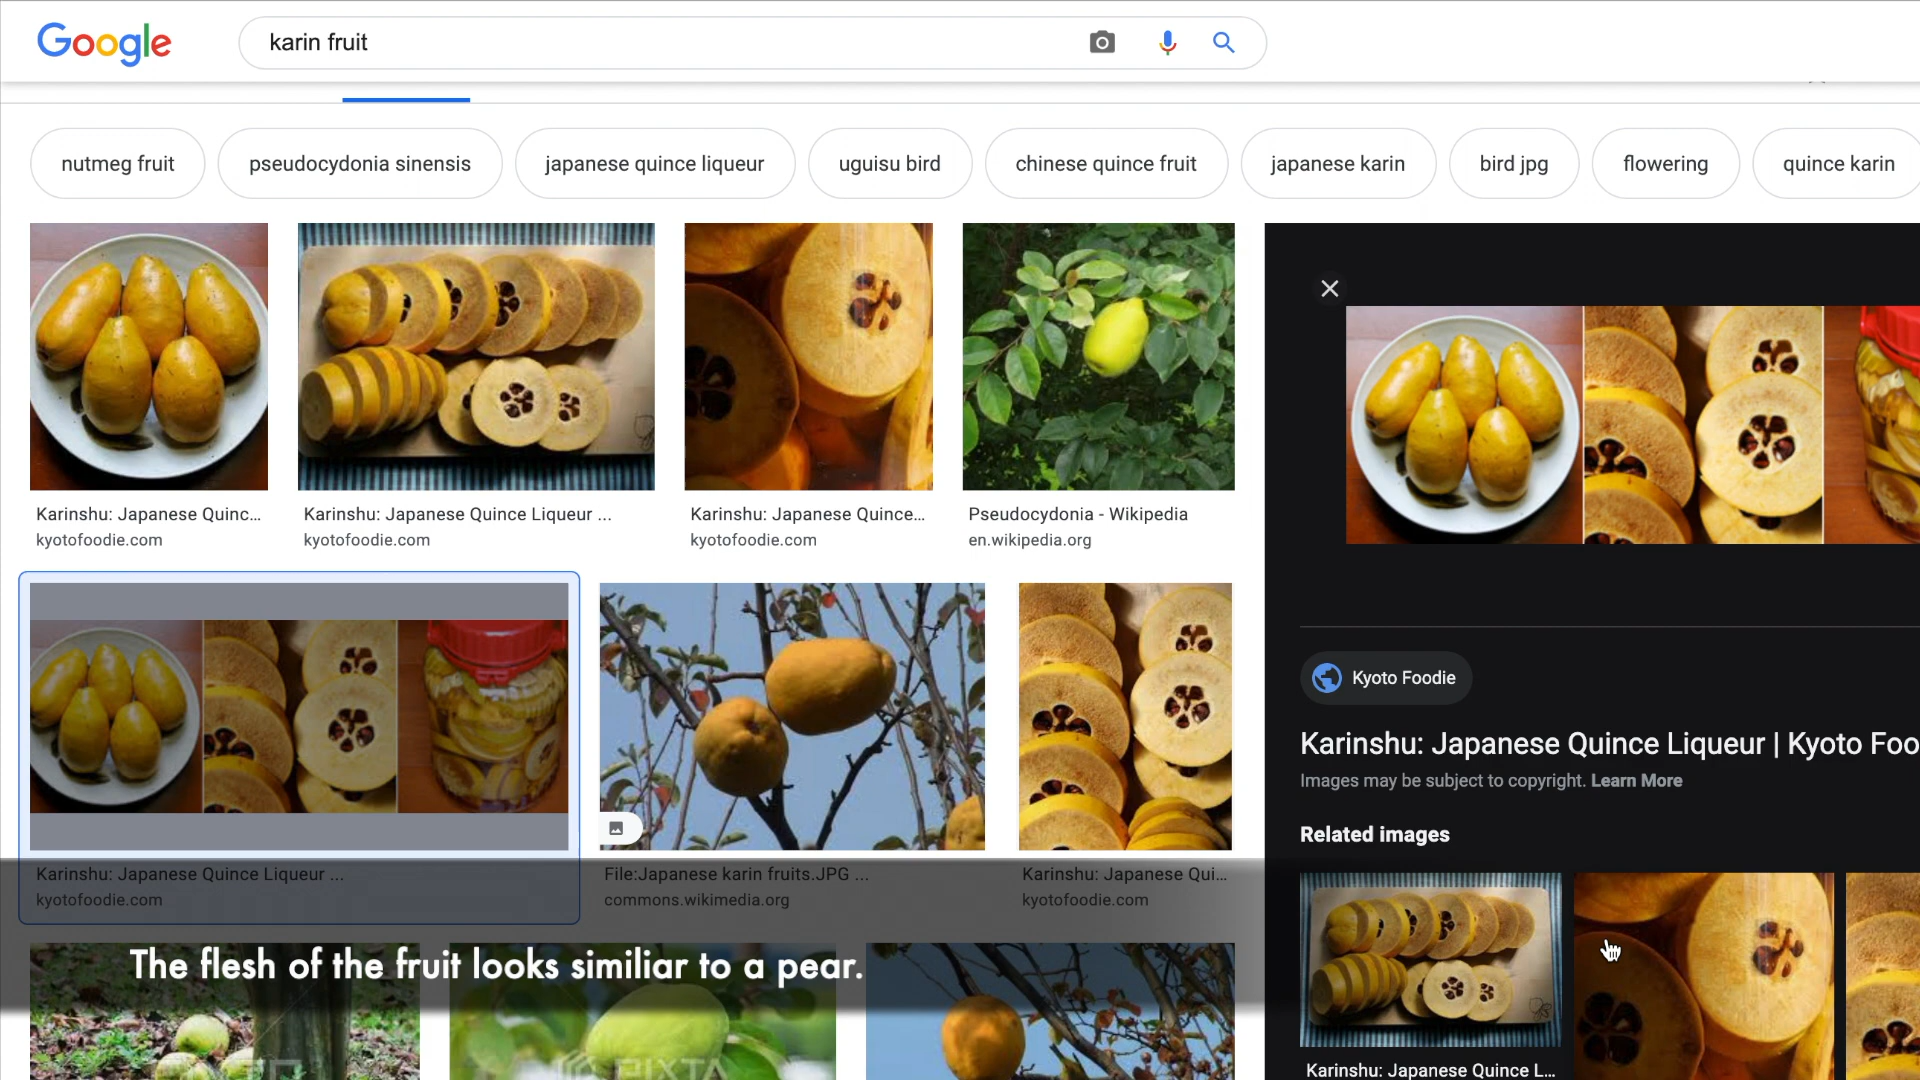 Google
karin fruit
nutmeg fruit
pseudocydonia sinensis
japanese quince liqueur
uguisu bird
chinese quince fruit
japanese karin
bird jpg
flowering
quince karin
Karinshu: Japanese Quinc...
kyotofoodie.com
Karinshu: Japanese Quince Liqueur ...
kyotofoodie.com
Karinshu: Japanese Quince...
kyotofoodie.com
Pseudocydonia - Wikipedia
en.wikipedia.org
Kyoto Foodie
Karinshu: Japanese Quince Liqueur | Kyoto Foo
Images may be subject to copyright. Learn More
Related images
Karinshu: Japanese Quince Liqueur ...
kyotofoodie.com
File:Japanese karin fruits.JPG ...
commons.wikimedia.org
Karinshu: Japanese Qui...
kyotofoodie.com
The flesh of the fruit looks similiar to a pear.
PIXTA
Karinshu: Japanese Quince L...